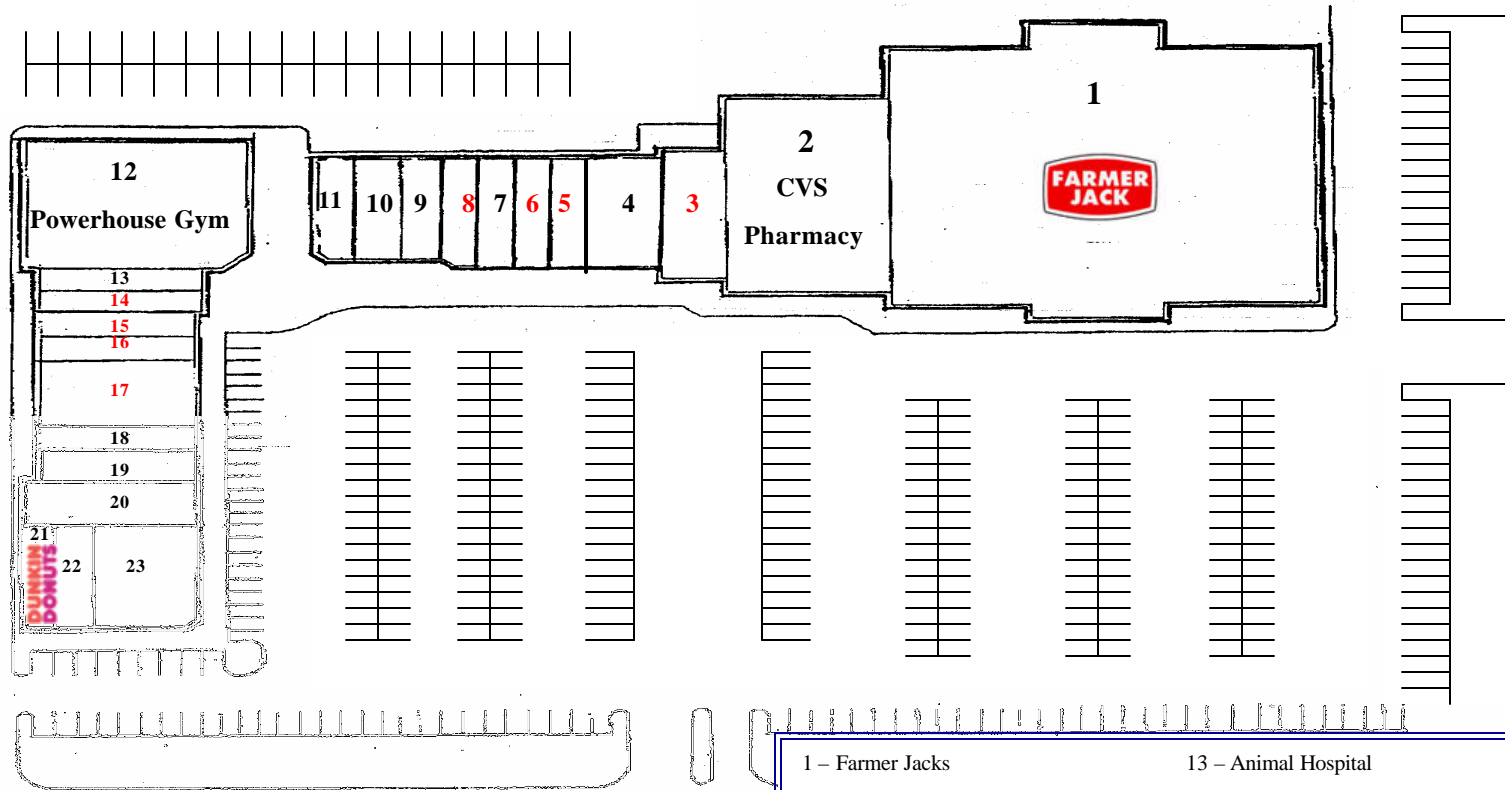 1
FARMER
JACK
2
CVS
Pharmacy
12
Powerhouse Gym
11 10 9 8 7 6 5 4 3
13
14
15
16
17
18
19
20
21
DUNKIN
DONUTS
22 23
1 – Farmer Jacks 13 – Animal Hospital